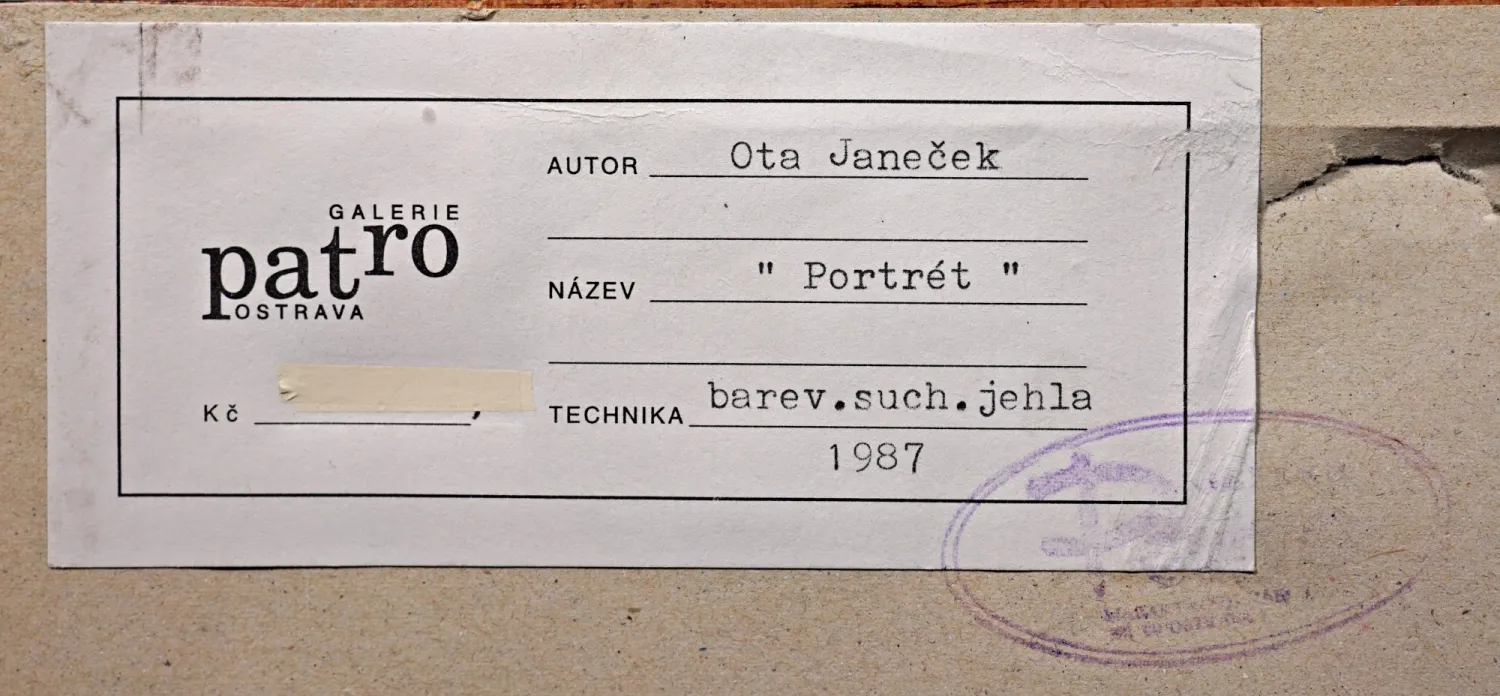 GALERIE
patro
OSTRAVA
Kč ,
AUTOR Ota Janeček
NÁZEV " Portrét "
TECHNIKA barev.such.jehla
1987